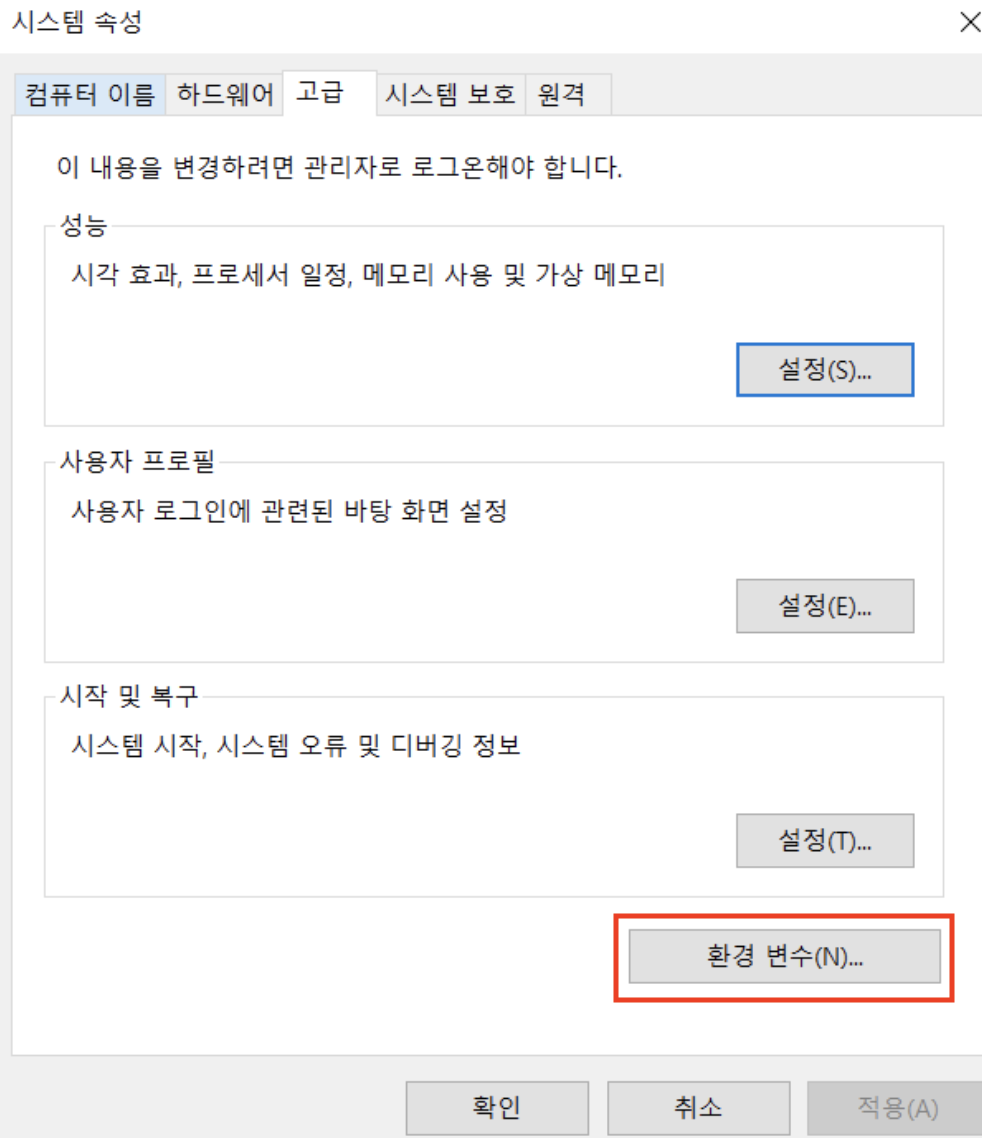 시스템 속성
컴퓨터 이름 하드웨어 고급 시스템 보호 원격
이 내용을 변경하려면 관리자로 로그온해야 합니다.
성능
시각 효과, 프로세서 일정, 메모리 사용 및 가상 메모리
설정(S)...
사용자 프로필
사용자 로그인에 관련된 바탕 화면 설정
설정(E)...
시작 및 복구
시스템 시작, 시스템 오류 및 디버깅 정보
설정(T)...
환경 변수(N)...
확인 취소 적용(A)